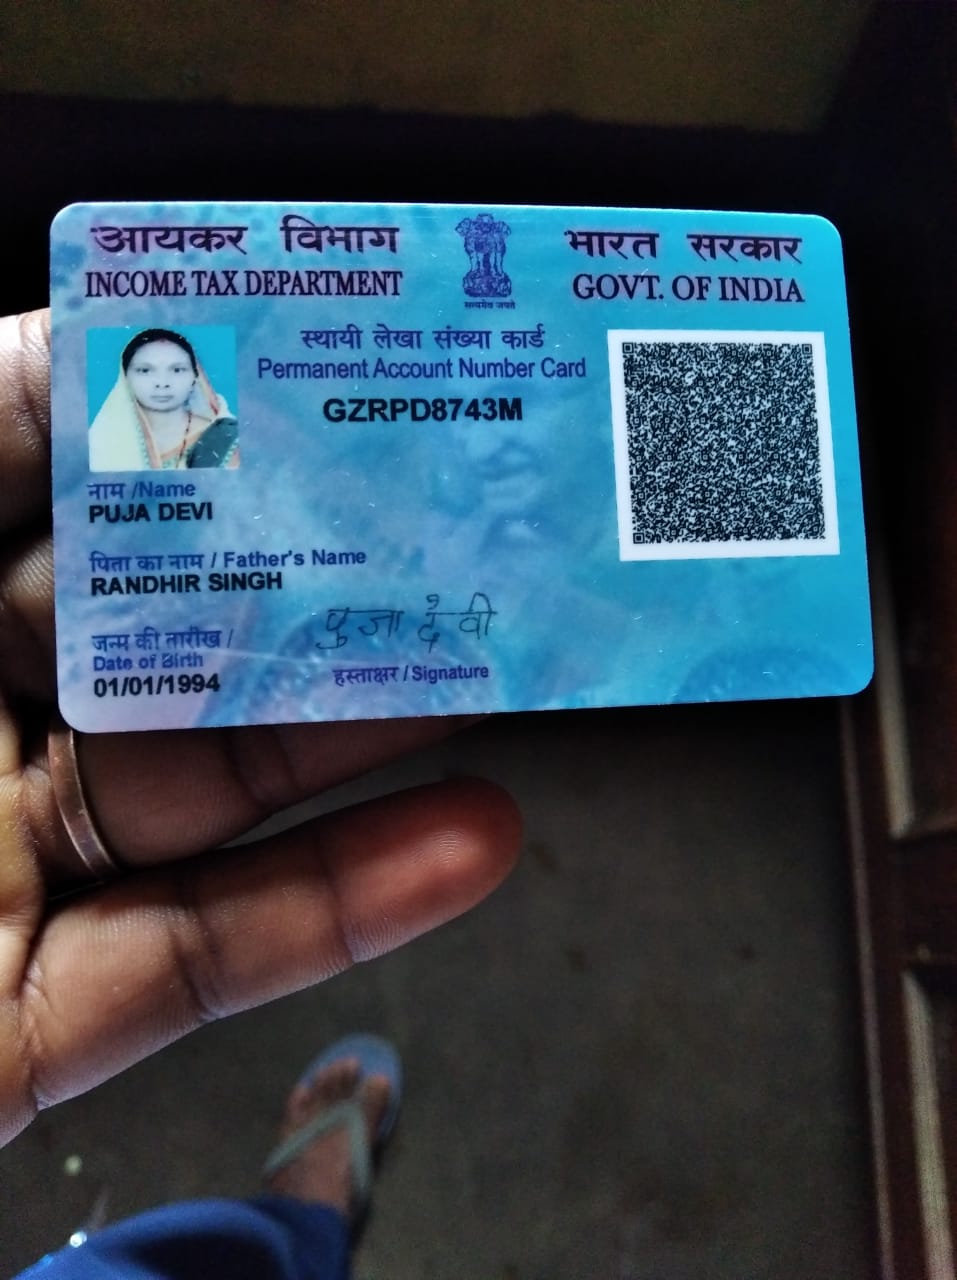 आयकर विभाग
INCOME TAX DEPARTMENT
सत्यमेव जयते
भारत सरकार
GOVT. OF INDIA
स्थायी लेखा संख्या कार्ड
Permanent Account Number Card
GZRPD8743M
नाम /Name
PUJA DEVI
पिता का नाम / Father's Name
RANDHIR SINGH
जन्म की तारीख /
Date of Birth
01/01/1994
पुजा देवी
हस्ताक्षर / Signature